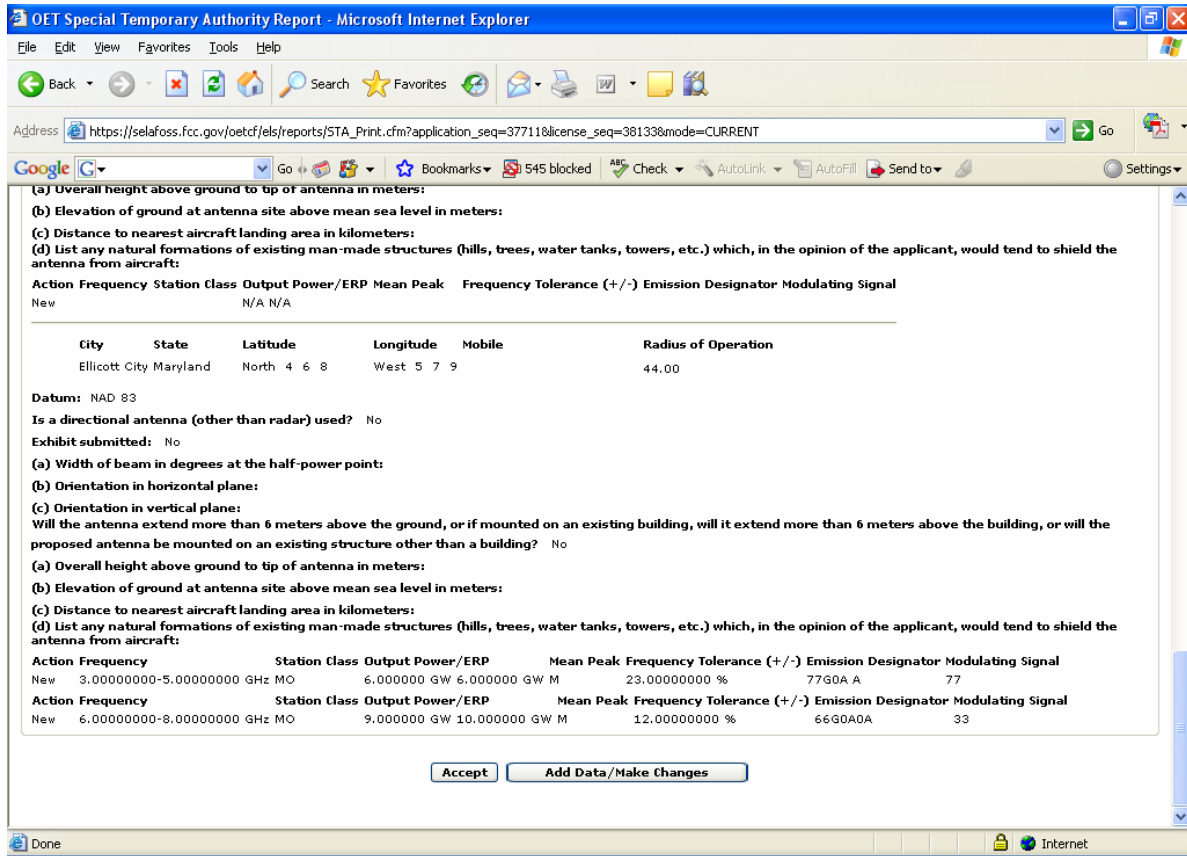 OET Special Temporary Authority Report - Microsoft Internet Explorer
File Edit View Favorites Tools Help
Back Search Favorites
Address https://selafoss.fcc.gov/oetcf/els/reports/STA_Print.cfm?application_seq=37711&license_seq=38133&mode=CURRENT Go
Google G Go Bookmarks 545 blocked ABC Check AutoLink AutoFill Send to Settings
(a) Overall height above ground to tip of antenna in meters:
(b) Elevation of ground at antenna site above mean sea level in meters:
(c) Distance to nearest aircraft landing area in kilometers:
(d) List any natural formations of existing man-made structures (hills, trees, water tanks, towers, etc.) which, in the opinion of the applicant, would tend to shield the
antenna from aircraft:
Action Frequency Station Class Output Power/ERP Mean Peak Frequency Tolerance (+/-) Emission Designator Modulating Signal
New N/A N/A
City State Latitude Longitude Mobile Radius of Operation
Ellicott City Maryland North 4 6 8 West 5 7 9 44.00
Datum: NAD 83
Is a directional antenna (other than radar) used? No
Exhibit submitted: No
(a) Width of beam in degrees at the half-power point:
(b) Orientation in horizontal plane:
(c) Orientation in vertical plane:
Will the antenna extend more than 6 meters above the ground, or if mounted on an existing building, will it extend more than 6 meters above the building, or will the
proposed antenna be mounted on an existing structure other than a building? No
(a) Overall height above ground to tip of antenna in meters:
(b) Elevation of ground at antenna site above mean sea level in meters:
(c) Distance to nearest aircraft landing area in kilometers:
(d) List any natural formations of existing man-made structures (hills, trees, water tanks, towers, etc.) which, in the opinion of the applicant, would tend to shield the
antenna from aircraft:
Action Frequency Station Class Output Power/ERP Mean Peak Frequency Tolerance (+/-) Emission Designator Modulating Signal
New 3.00000000-5.00000000 GHz MO 6.000000 GW 6.000000 GW M 23.00000000 % 77G0A A 77
Action Frequency Station Class Output Power/ERP Mean Peak Frequency Tolerance (+/-) Emission Designator Modulating Signal
New 6.00000000-8.00000000 GHz MO 9.000000 GW 10.000000 GW M 12.00000000 % 66G0A0A 33
Accept Add Data/Make Changes
Done Internet